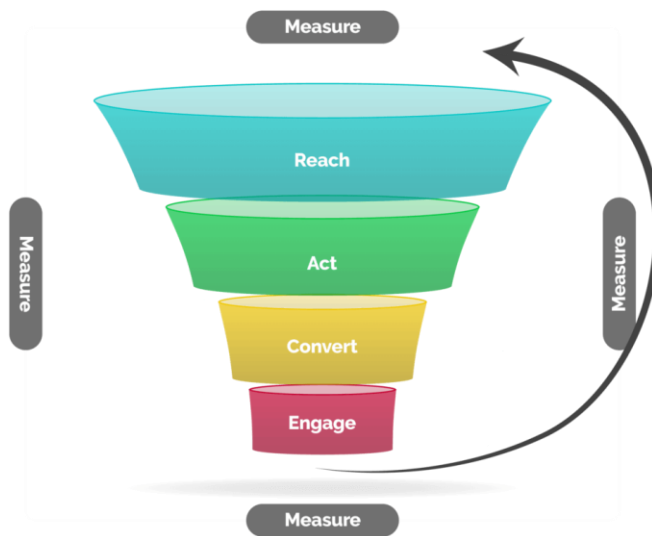 Measure
Reach
Measure
Measure
Act
Convert
Engage
Measure